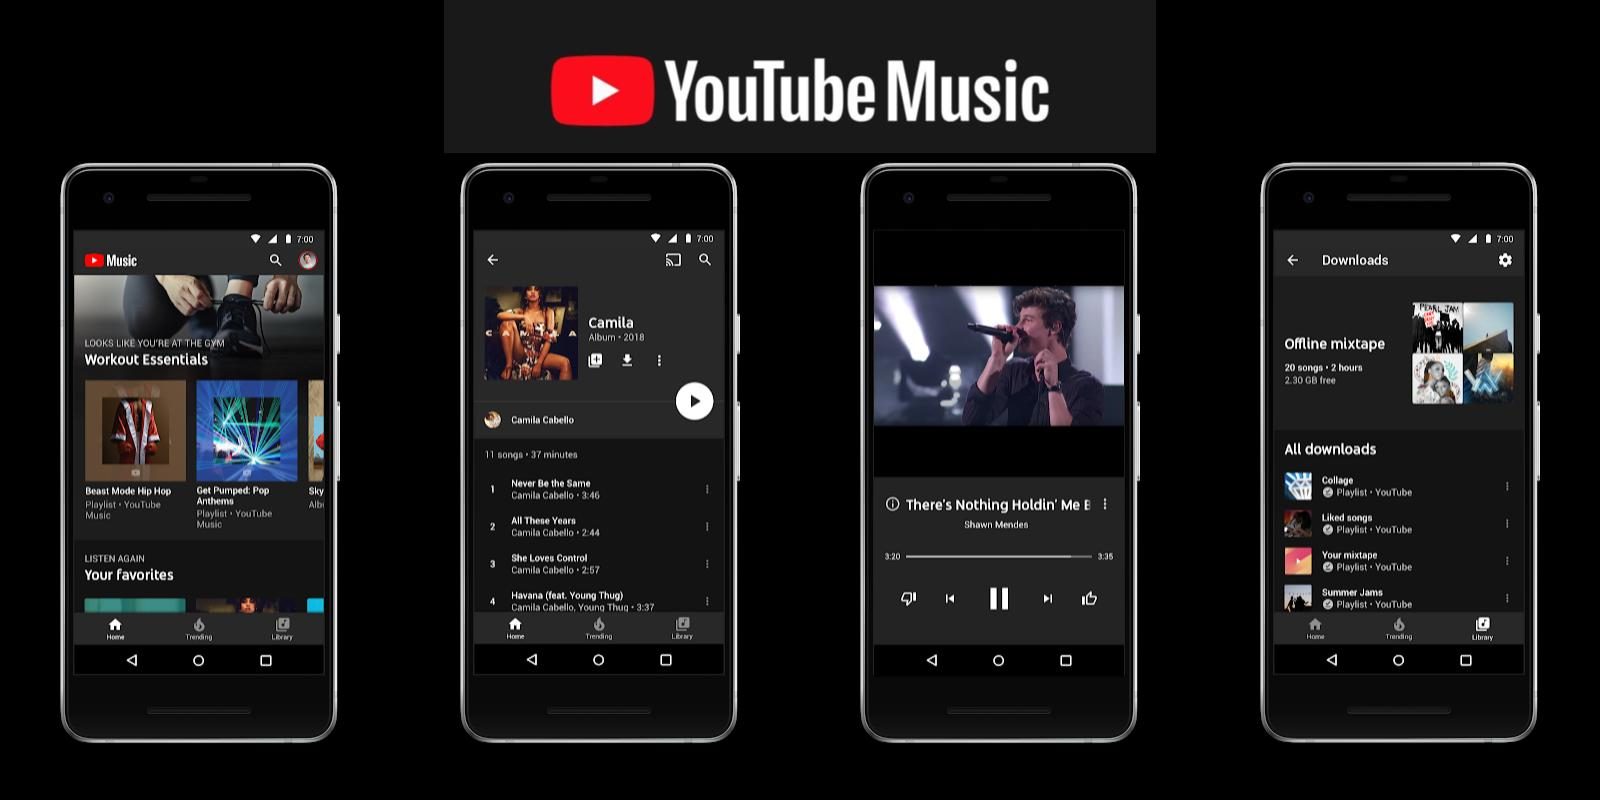 YouTube Music
7:00
Music
LOOKS LIKE YOU'RE AT THE GYM
Workout Essentials
Beast Mode Hip Hop
Playlist • YouTube
Music
Get Pumped: Pop
Anthems
Playlist • YouTube
Music
Sky
Alb
LISTEN AGAIN
Your favorites
Home
Trending
Library
7:00
CAMILA
Camila
Album • 2018
Camila Cabello
11 songs • 37 minutes
1
Never Be the Same
Camila Cabello • 3:46
2
All These Years
Camila Cabello • 2:44
3
She Loves Control
Camila Cabello • 2:57
4
Havana (feat. Young Thug)
Camila Cabello, Young Thug • 3:37
Home
Trending
Library
There's Nothing Holdin' Me B
Shawn Mendes
3:20
3:35
7:00
Downloads
Offline mixtape
20 songs • 2 hours
2.30 GB free
PEARL JAM
All downloads
Collage
Playlist • YouTube
Liked songs
Playlist • YouTube
Your mixtape
Playlist • YouTube
Summer Jams
Playlist • YouTube
Home
Trending
Library